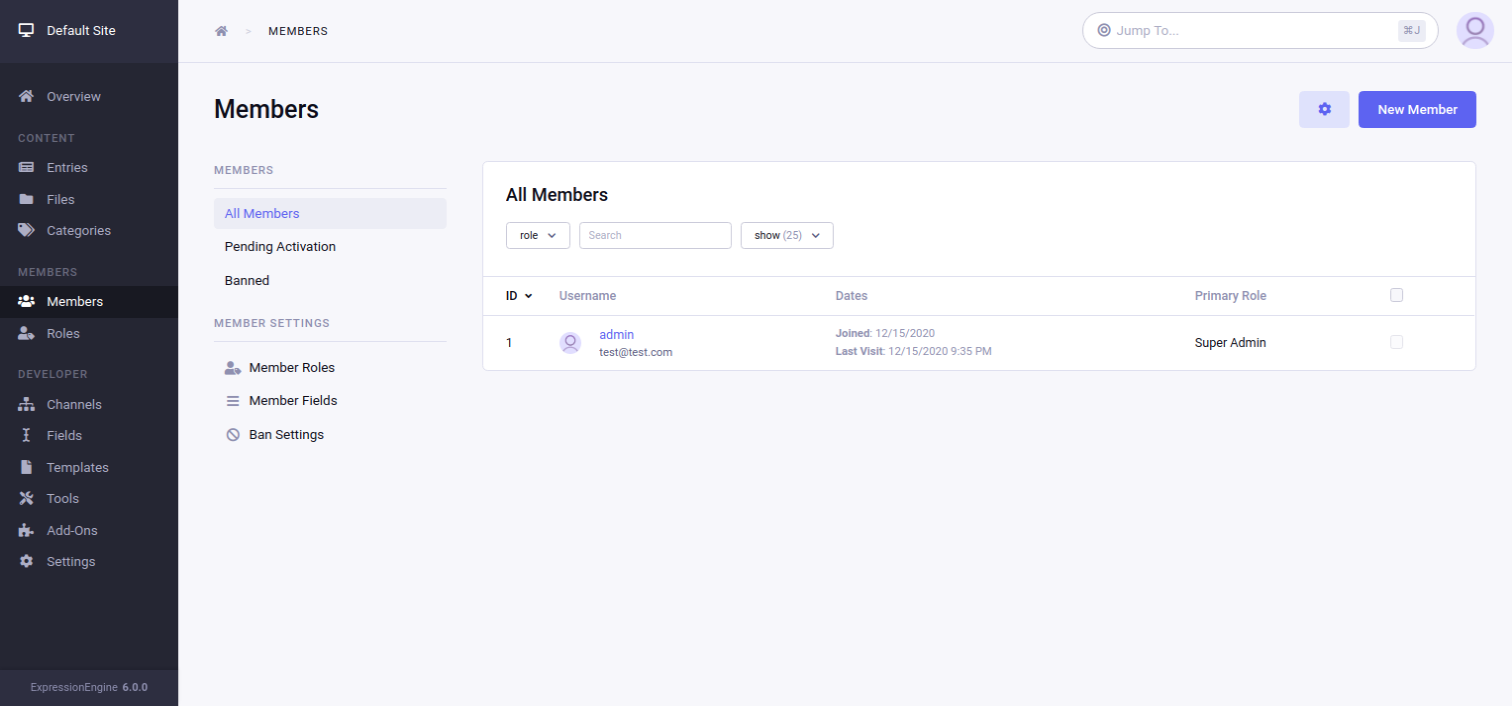 Default Site
> MEMBERS
Jump To...
⌘J
Overview
CONTENT
Entries
Files
Categories
MEMBERS
Members
Roles
DEVELOPER
Channels
Fields
Templates
Tools
Add-Ons
Settings
ExpressionEngine 6.0.0
Members
New Member
MEMBERS
All Members
Pending Activation
Banned
MEMBER SETTINGS
Member Roles
Member Fields
Ban Settings
All Members
role
Search
show (25)
ID Username Dates Primary Role
1
admin
test@test.com
Joined: 12/15/2020
Last Visit: 12/15/2020 9:35 PM
Super Admin